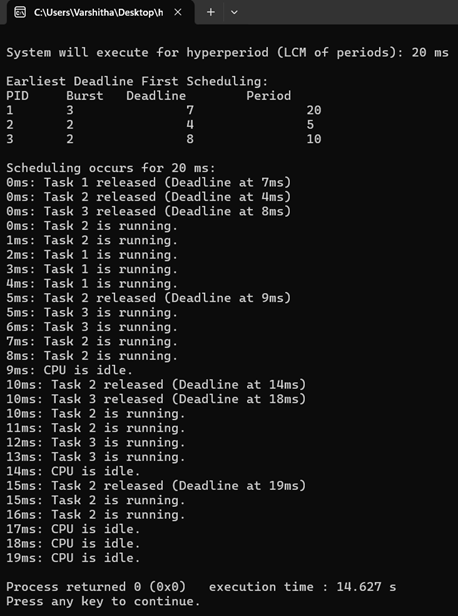 C:\Users\Varshitha\Desktop\h
System will execute for hyperperiod (LCM of periods): 20 ms
Earliest Deadline First Scheduling:
PID Burst Deadline Period
1 3 7 20
2 2 4 5
3 2 8 10
Scheduling occurs for 20 ms:
0ms: Task 1 released (Deadline at 7ms)
0ms: Task 2 released (Deadline at 4ms)
0ms: Task 3 released (Deadline at 8ms)
0ms: Task 2 is running.
1ms: Task 2 is running.
2ms: Task 1 is running.
3ms: Task 1 is running.
4ms: Task 1 is running.
5ms: Task 2 released (Deadline at 9ms)
5ms: Task 3 is running.
6ms: Task 3 is running.
7ms: Task 2 is running.
8ms: Task 2 is running.
9ms: CPU is idle.
10ms: Task 2 released (Deadline at 14ms)
10ms: Task 3 released (Deadline at 18ms)
10ms: Task 2 is running.
11ms: Task 2 is running.
12ms: Task 3 is running.
13ms: Task 3 is running.
14ms: CPU is idle.
15ms: Task 2 released (Deadline at 19ms)
15ms: Task 2 is running.
16ms: Task 2 is running.
17ms: CPU is idle.
18ms: CPU is idle.
19ms: CPU is idle.
Process returned 0 (0x0) execution time : 14.627 s
Press any key to continue.